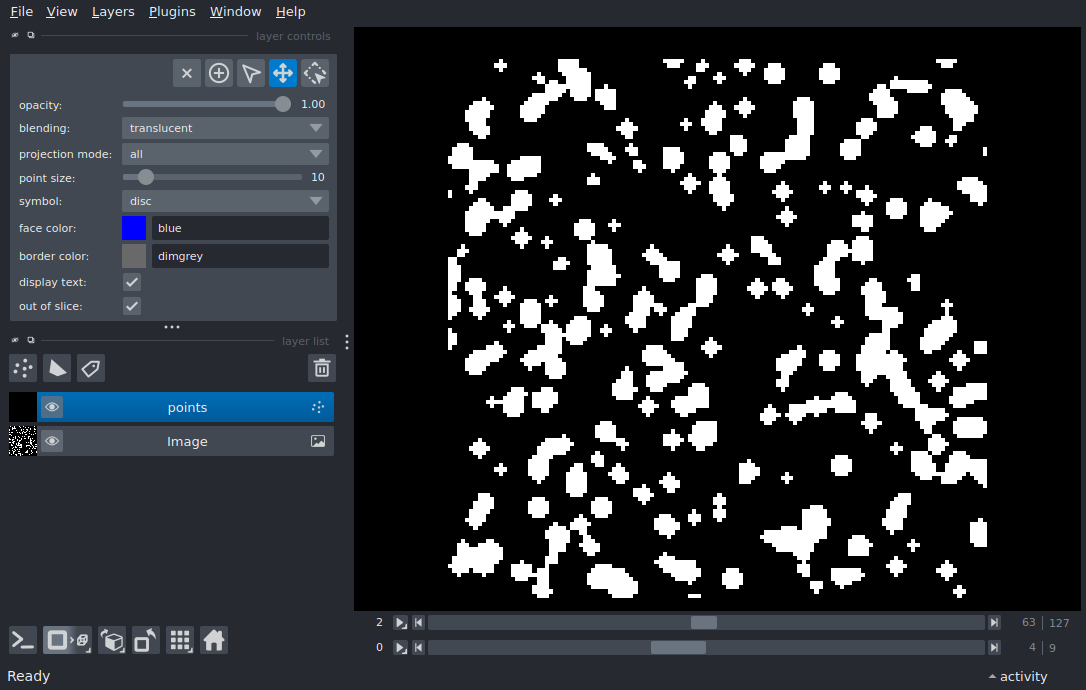 File View Layers Plugins Window Help
layer controls
opacity: 1.00
blending: translucent
projection mode: all
point size: 10
symbol: disc
face color: blue
border color: dimgrey
display text:
out of slice:
layer list
points
Image
2 63 127
0 4 9
Ready activity